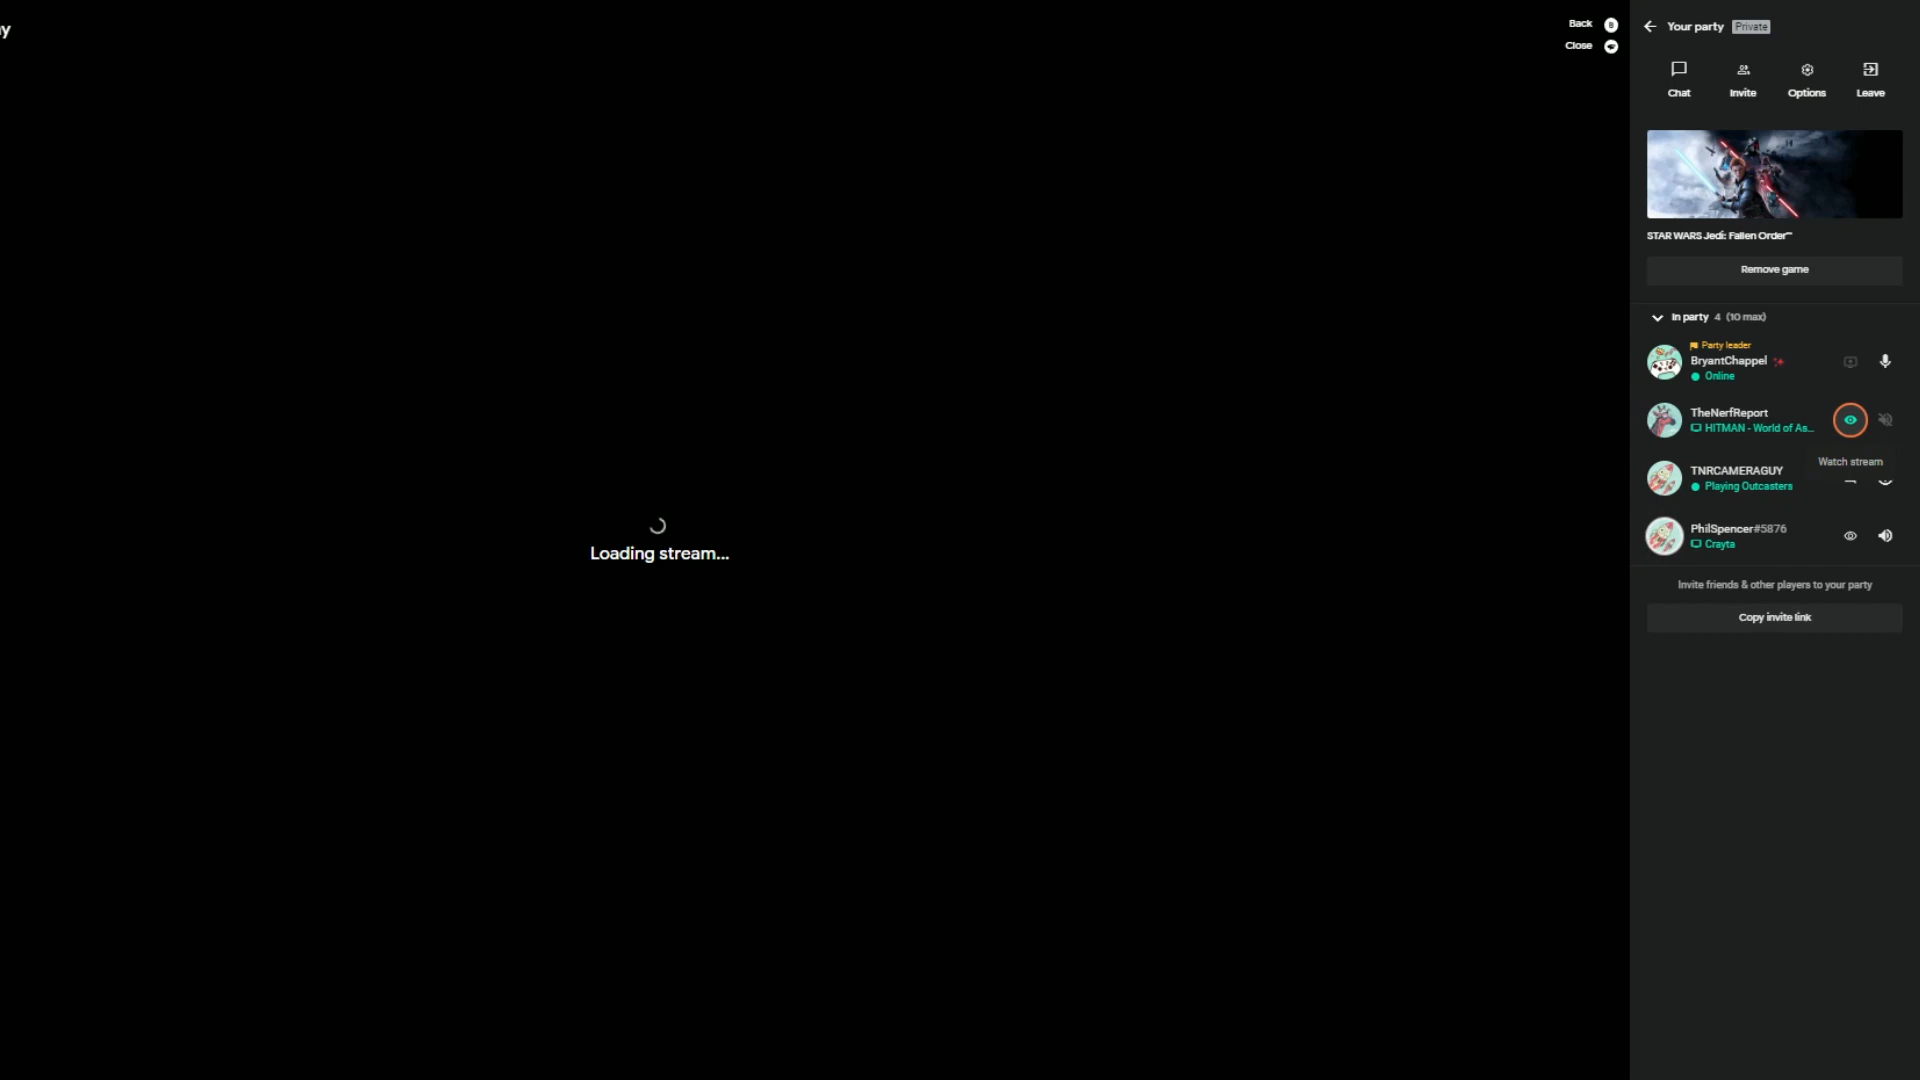 y
Back B
Close
Your party Private
Chat Invite Options Leave
STAR WARS Jedi: Fallen Order™
Remove game
In party 4 (10 max)
Party leader
BryantChappel
Online
TheNerfReport
HITMAN - World of As...
Watch stream
TNRCAMERAGUY
Playing Outcasters
PhilSpencer#5876
Crayta
Loading stream...
Invite friends & other players to your party
Copy invite link